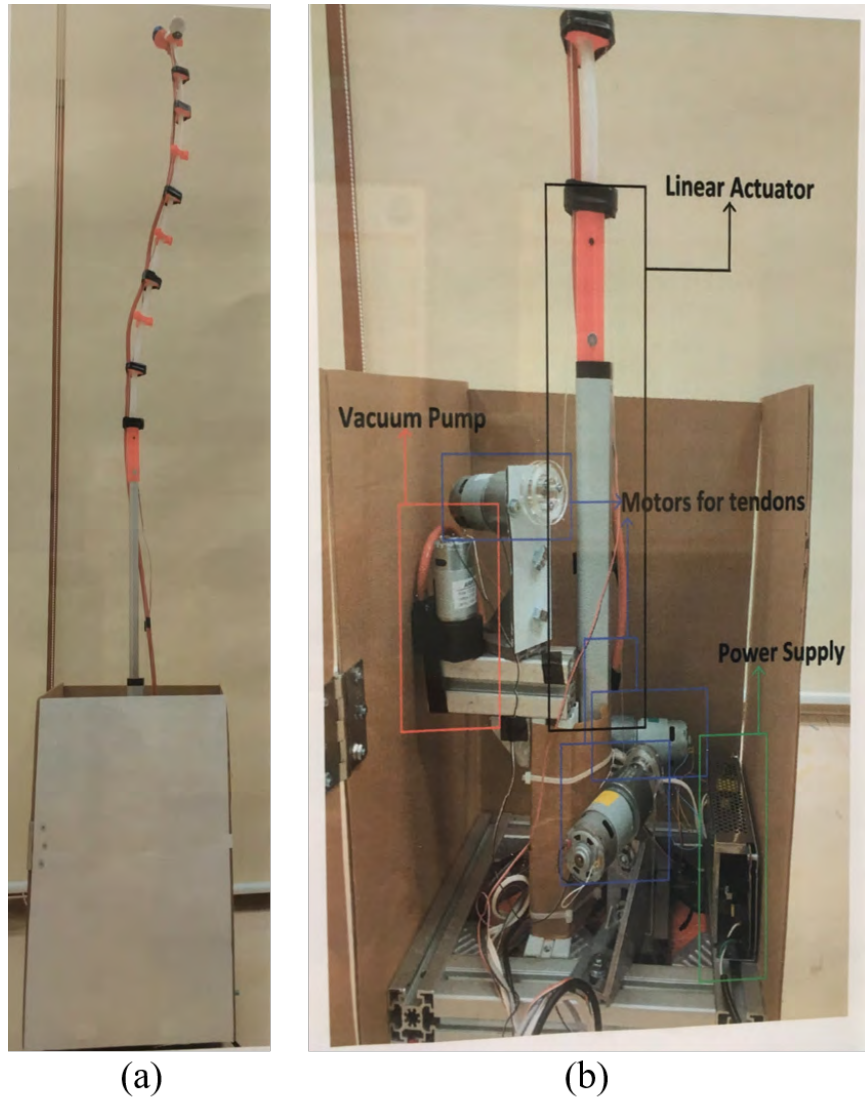 Linear Actuator
Vacuum Pump
Motors for tendons
Power Supply
(a)
(b)